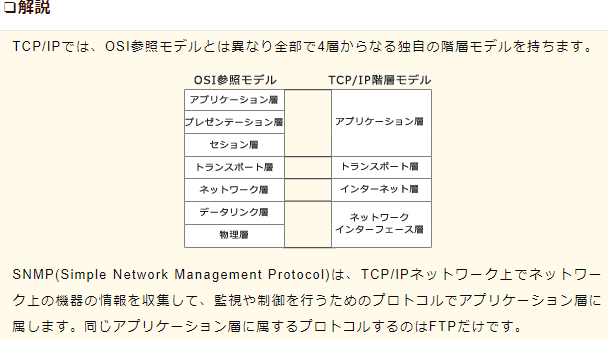 ❏解説
TCP/IPでは、OSI参照モデルとは異なり全部で4層からなる独自の階層モデルを持ちます。
OSI参照モデル TCP/IP階層モデル
アプリケーション層
プレゼンテーション層
セション層
トランスポート層
ネットワーク層
データリンク層
物理層
アプリケーション層
トランスポート層
インターネット層
ネットワーク
インターフェース層
SNMP(Simple Network Management Protocol)は、TCP/IPネットワーク上でネットワー
ク上の機器の情報を収集して、監視や制御を行うためのプロトコルでアプリケーション層に
属します。同じアプリケーション層に属するプロトコルするのはFTPだけです。